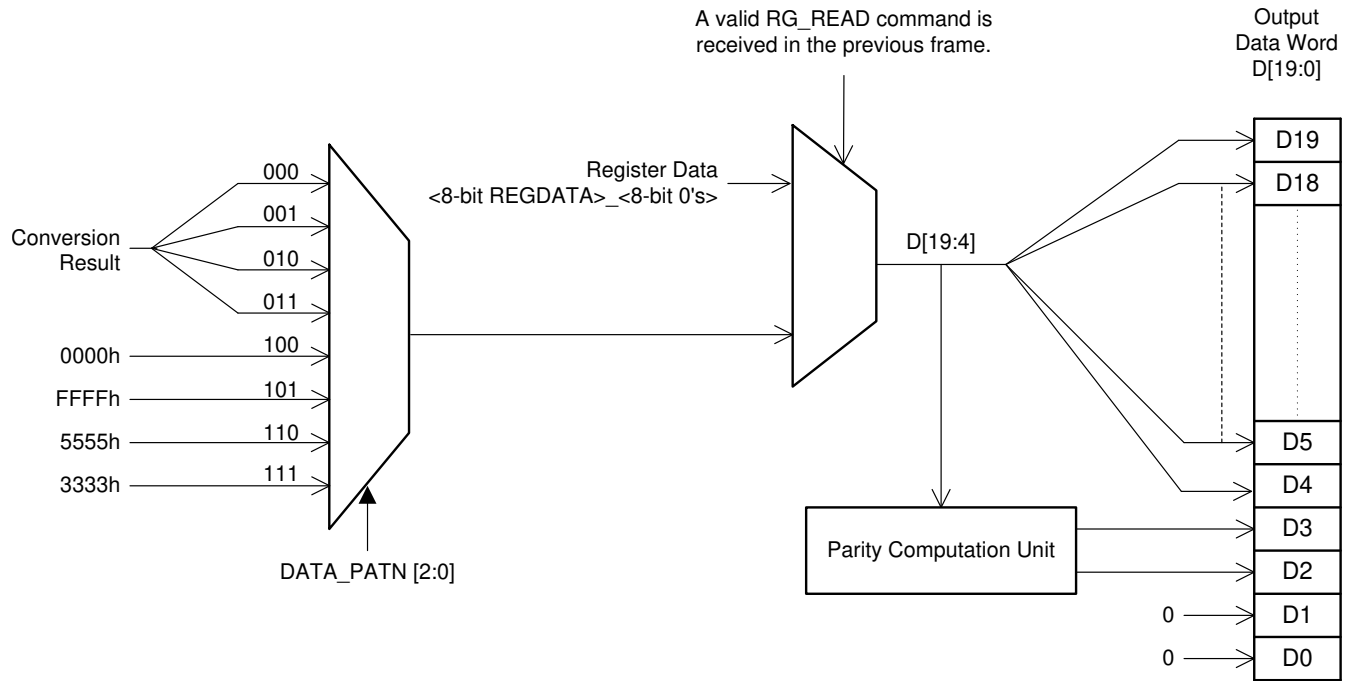 A valid RG_READ command is
received in the previous frame.
Output
Data Word
D[19:0]
D19
000
Register Data
<8-bit REGDATA>_<8-bit 0's>
D18
001
Conversion
Result
D[19:4]
010
011
0000h
100
FFFFh
101
5555h
110
D5
3333h
111
D4
D3
Parity Computation Unit
DATA_PATN [2:0]
D2
0
D1
0
D0